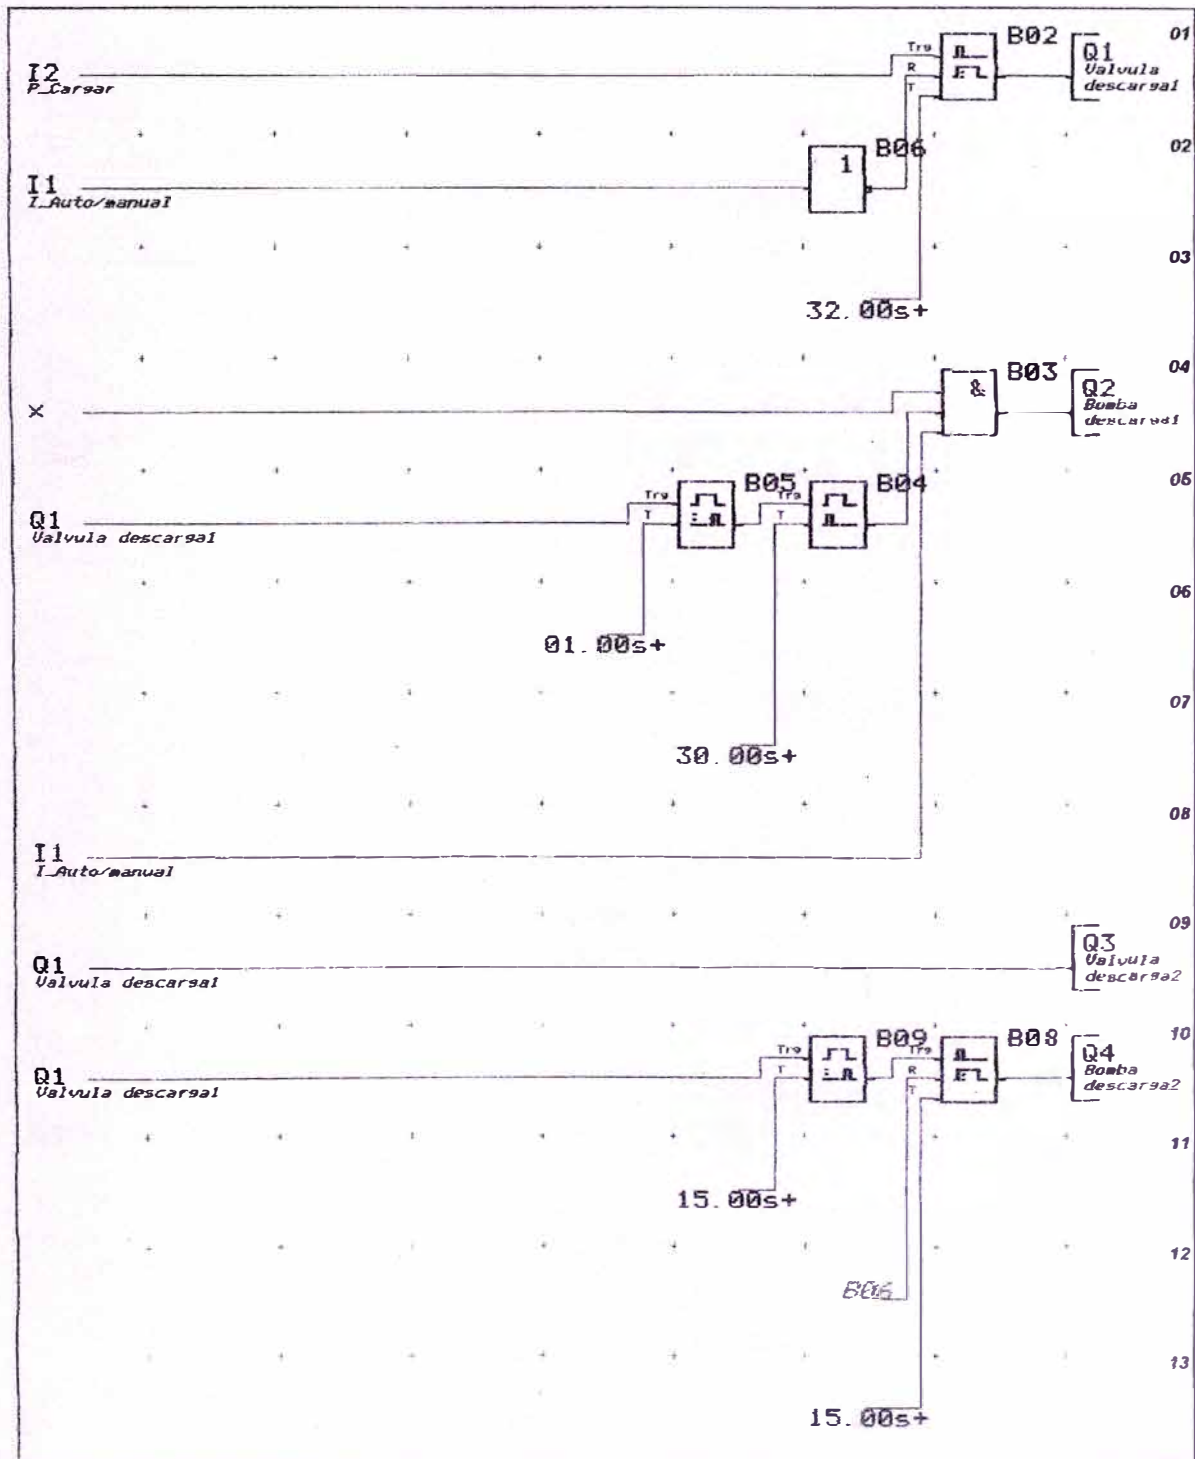 01
Trg
B02
Q1
Valvula
descarga1
I2
P_Cargar
R
T
02
B06
1
I1
I_Auto/manual
03
32.00s+
04
B03
Q2
Bomba
descarga1
&
x
05
B05
B04
Trg
Trg
T
T
Q1
Valvula descarga1
06
01.00s+
07
30.00s+
08
I1
I_Auto/manual
09
Q3
Valvula
descarga2
Q1
Valvula descarga1
10
B09
B08
Q4
Bomba
descarga2
Trg
Trg
T
R
T
Q1
Valvula descarga1
11
15.00s+
12
B06
13
15.00s+